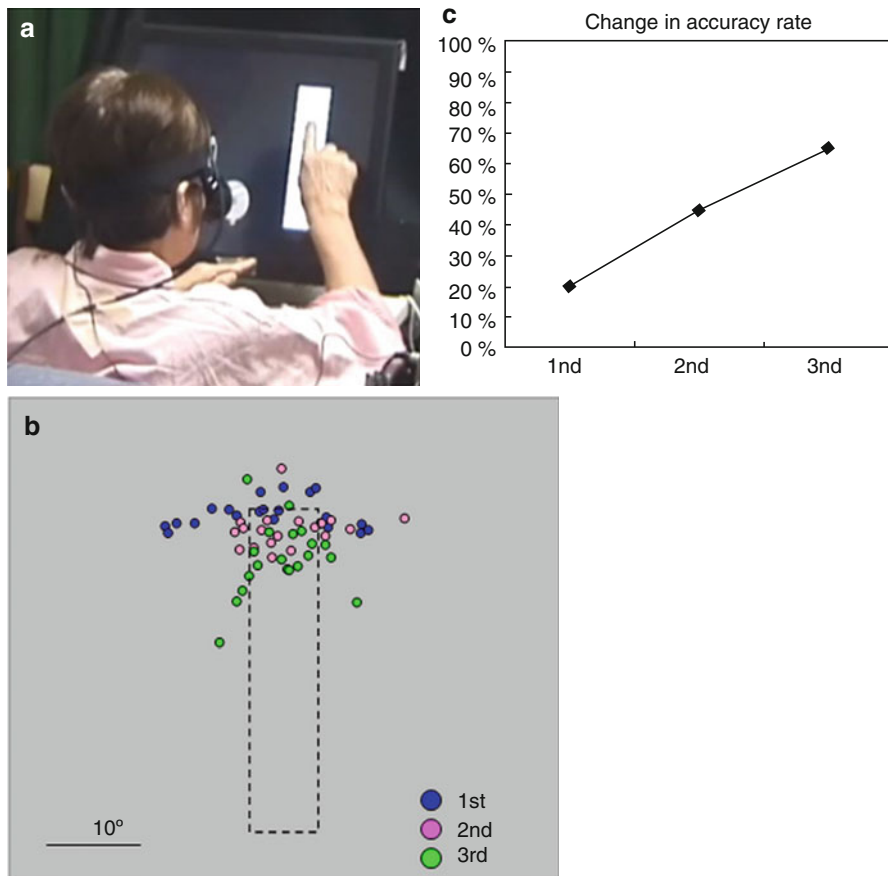 a
c
Change in accuracy rate
100 %
90 %
80 %
70 %
60 %
50 %
40 %
30 %
20 %
10 %
0 %
1nd 2nd 3nd
b
10º
1st
2nd
3rd